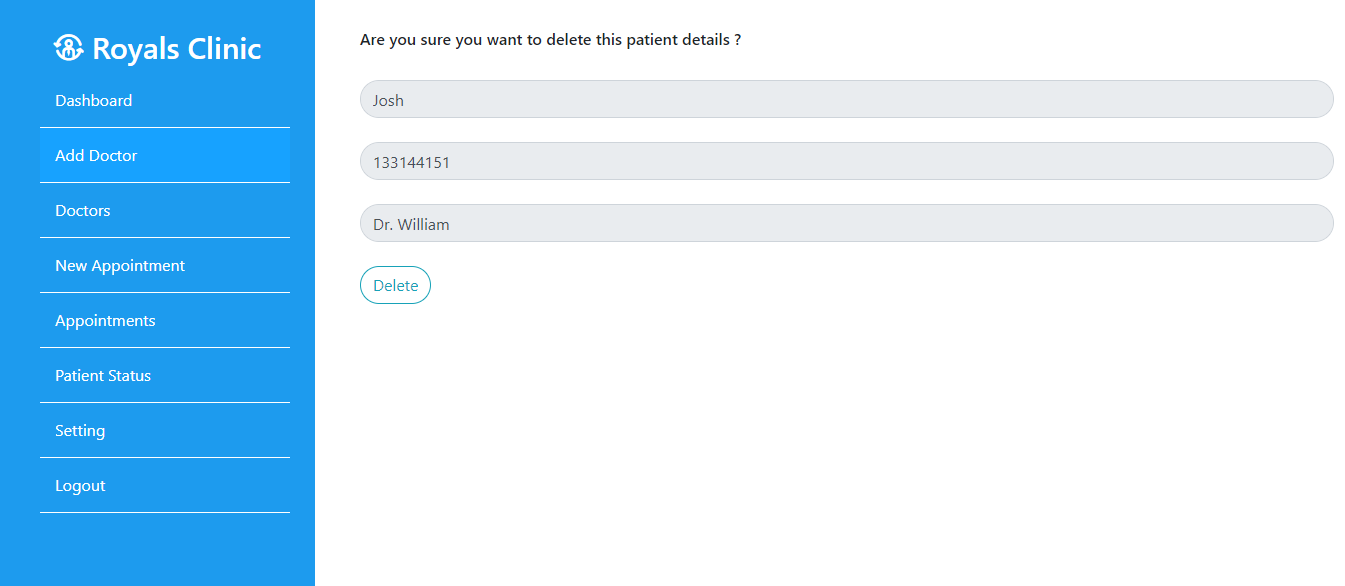 Royals Clinic
Dashboard
Add Doctor
Doctors
New Appointment
Appointments
Patient Status
Setting
Logout
Are you sure you want to delete this patient details ?
Josh
133144151
Dr. William
Delete